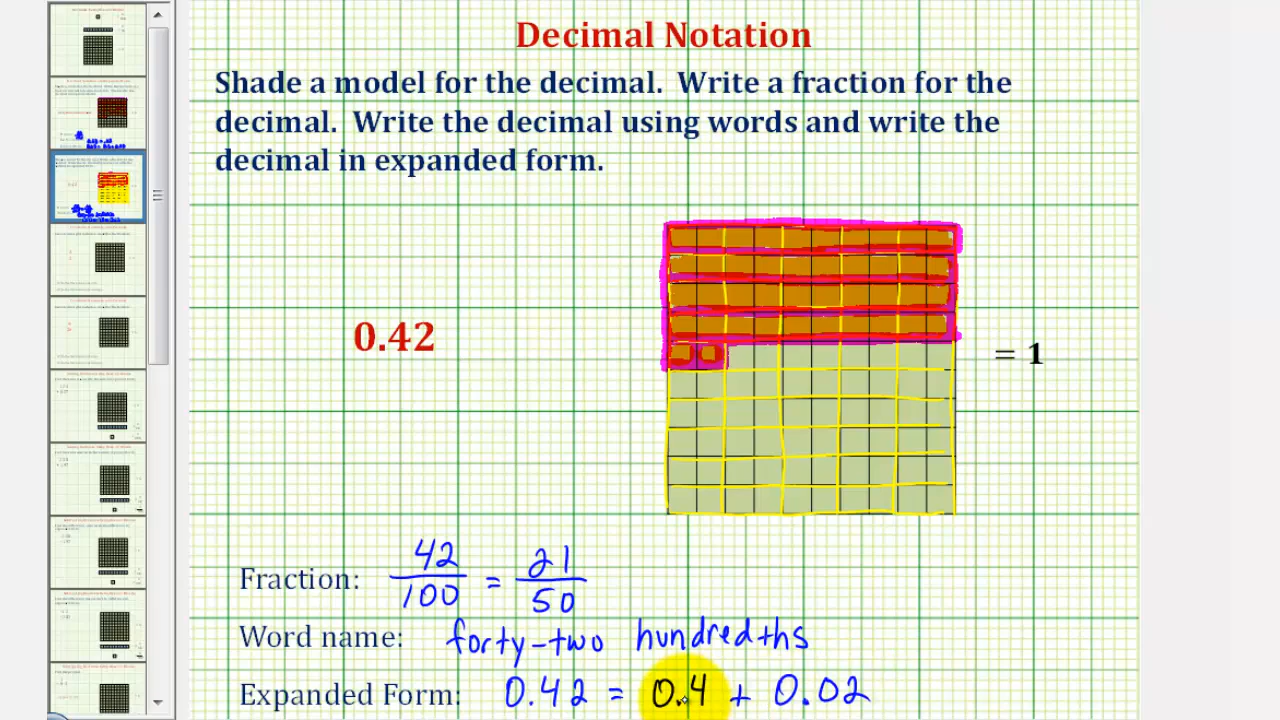 Decimal Notation
Shade a model for the decimal. Write a fraction for the
decimal. Write the decimal using words and write the
decimal in expanded form.
0.42
= 1
Fraction: 42/100 = 21/50
Word name: forty-two hundredths
Expanded Form: 0.42 = 0.4 + 0.02